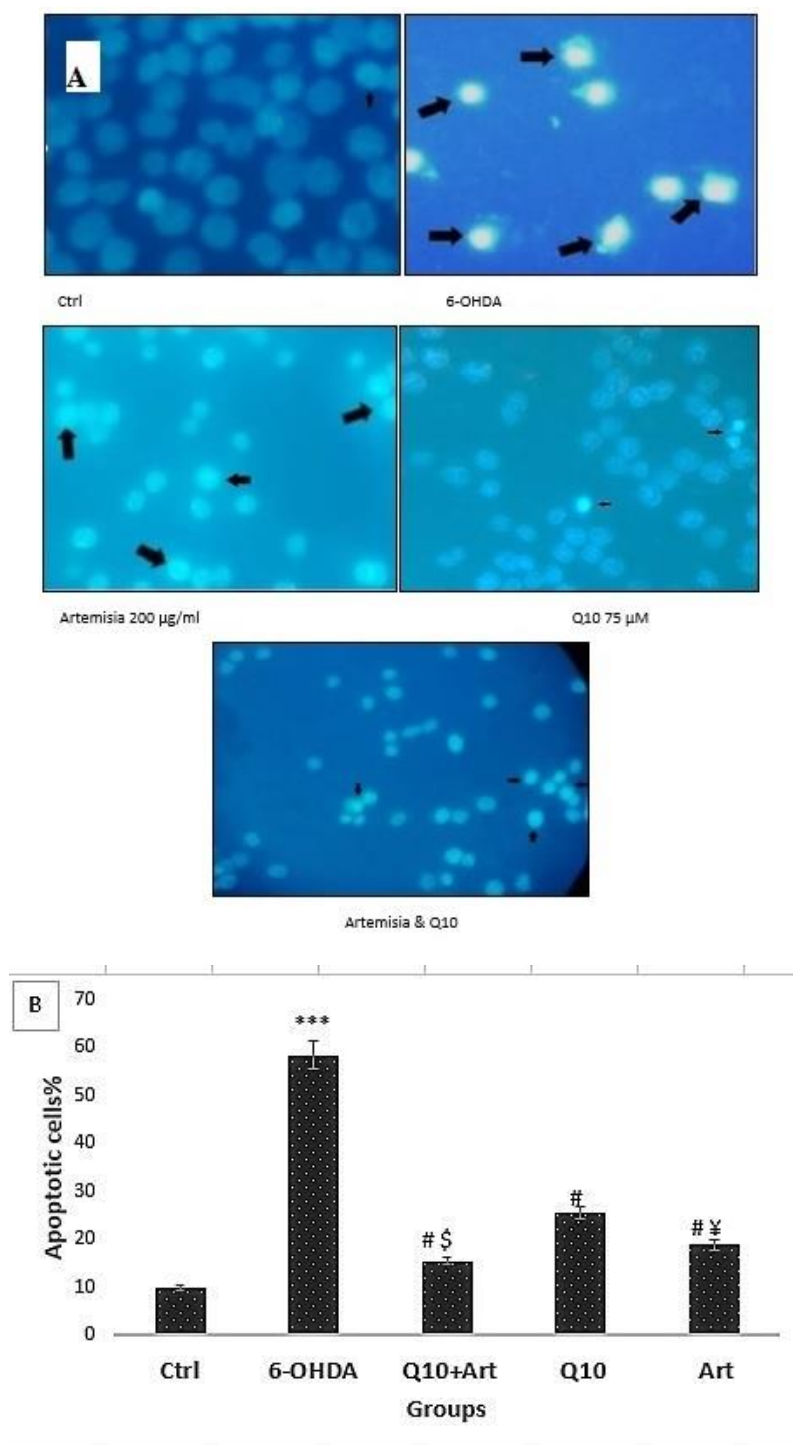 A
Ctrl
6-OHDA
Artemisia 200 µg/ml
Q10 75 µM
Artemisia & Q10
B
Apoptotic cells%
70
60
50
40
30
20
10
0
***
# $
#
# ¥
Ctrl
6-OHDA
Q10+Art
Q10
Art
Groups